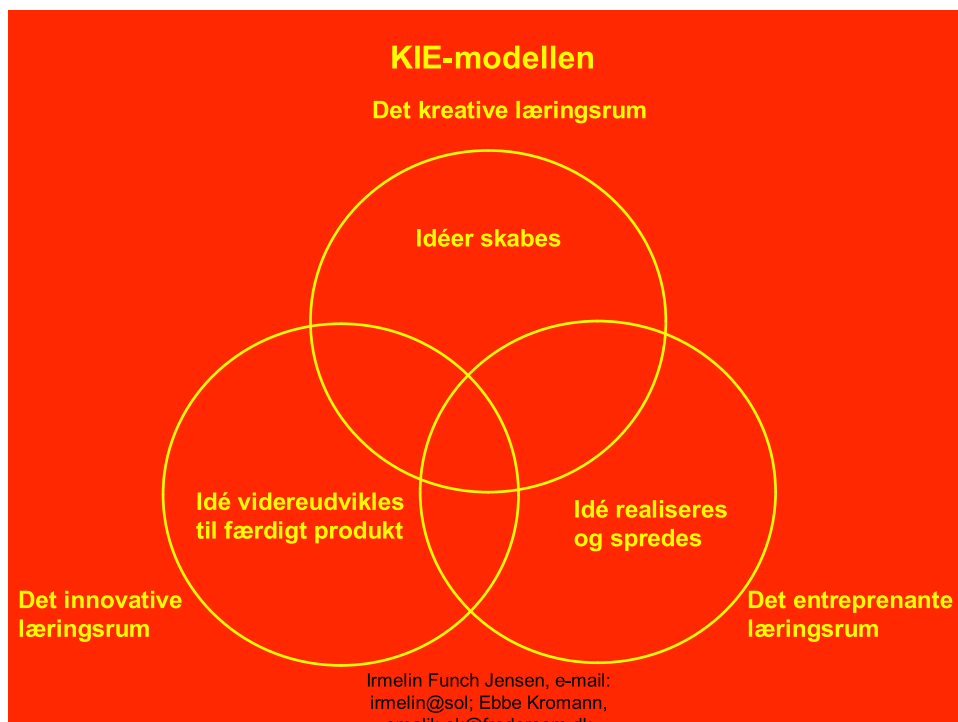 KIE-modellen
Det kreative læringsrum
Idéer skabes
Idé videreudvikles
til færdigt produkt
Idé realiseres
og spredes
Det innovative
læringsrum
Det entreprenante
læringsrum
Irmelin Funch Jensen, e-mail:
irmelin@sol; Ebbe Kromann,